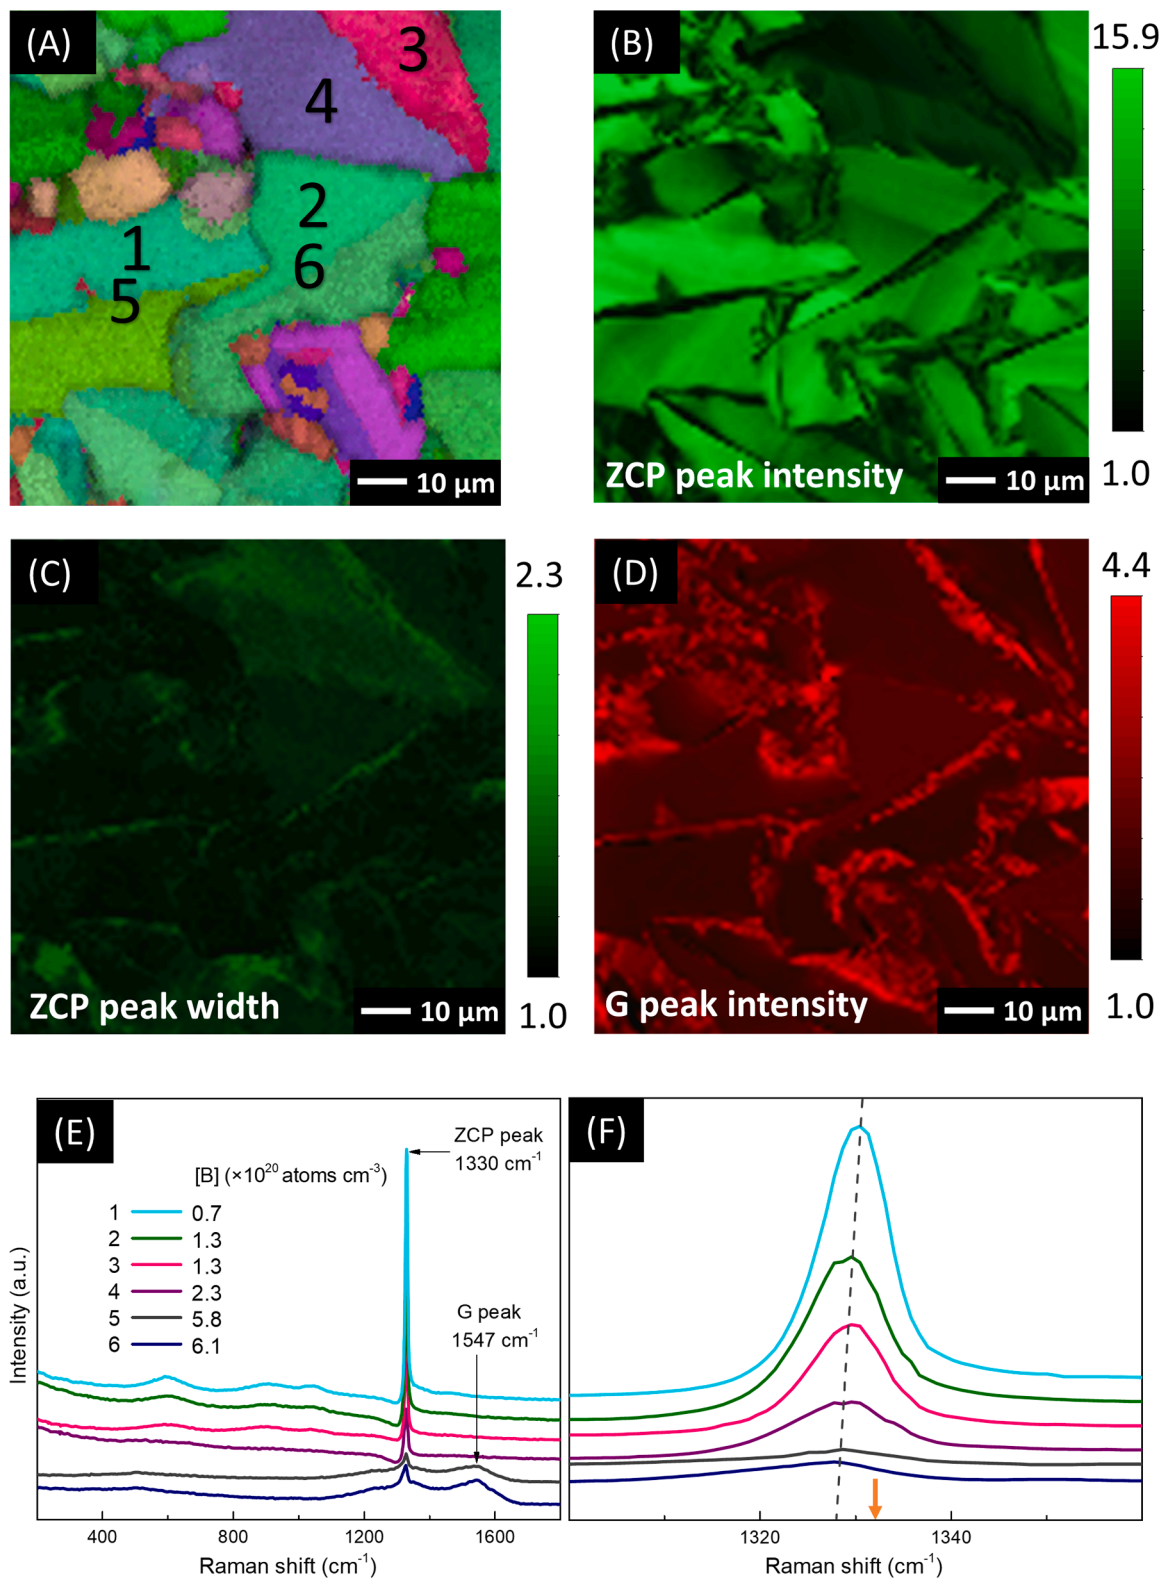 (A)
3
4
2
1
6
5
10 μm
(B)
15.9
1.0
ZCP peak intensity
10 μm
(C)
2.3
1.0
ZCP peak width
10 μm
(D)
4.4
1.0
G peak intensity
10 μm
(E)
ZCP peak
1330 cm⁻¹
[B] (×10²⁰ atoms cm⁻³)
1 0.7
2 1.3
3 1.3
4 2.3
5 5.8
6 6.1
G peak
1547 cm⁻¹
Intensity (a.u.)
400 800 1200 1600
Raman shift (cm⁻¹)
(F)
1320 1340
Raman shift (cm⁻¹)